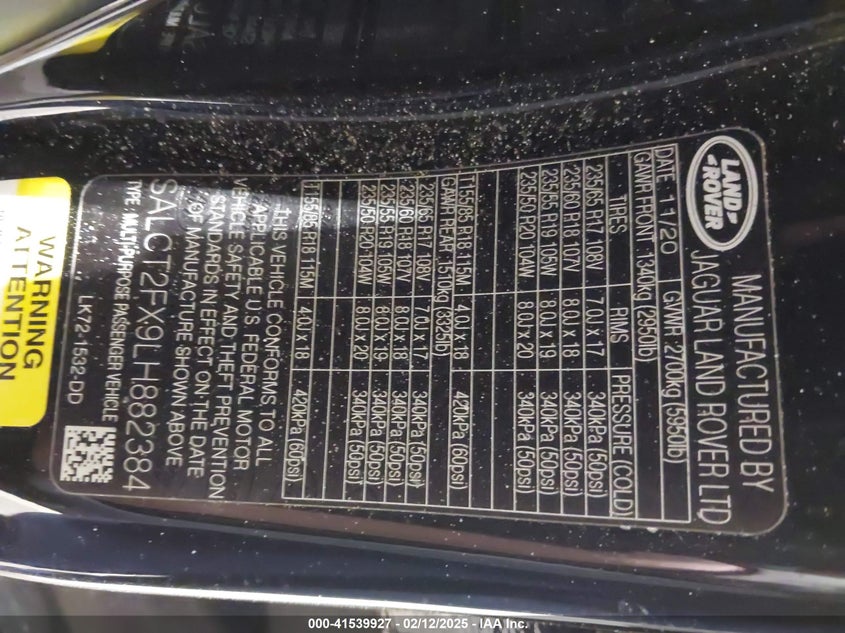 LAND
ROVER
MANUFACTURED BY
JAGUAR LAND ROVER LTD
DATE 11/20 GVWR 2700kg (5950lb)
GAWR FRONT 1340kg (2950lb)
TIRES RIMS PRESSURE (COLD)
235/65 R17 108V 7.0J x 17 340kPa (50psi)
235/60 R18 107V 8.0J x 18 340kPa (50psi)
235/55 R19 105W 8.0J x 19 340kPa (50psi)
235/50 R20 104W 8.0J x 20 340kPa (50psi)
T155/85 R18 115M 4.0J x 18 420kPa (60psi)
GAWR REAR 1510kg (3325lb)
235/65 R17 108V 7.0J x 17 340kPa (50psi)
235/60 R18 107V 8.0J x 18 340kPa (50psi)
235/55 R19 105W 8.0J x 19 340kPa (50psi)
235/50 R20 104W 8.0J x 20 340kPa (50psi)
T155/85 R18 115M 4.0J x 18 420kPa (60psi)
THIS VEHICLE CONFORMS TO ALL
APPLICABLE U.S. FEDERAL MOTOR
VEHICLE SAFETY AND THEFT PREVENTION
STANDARDS IN EFFECT ON THE DATE
OF MANUFACTURE SHOWN ABOVE
SALCT2FX9LH882384
TYPE MULTI-PURPOSE PASSENGER VEHICLE
LK72-1532-DD
WARNING
ATTENTION
000-41539927 - 02/12/2025 - IAA Inc.